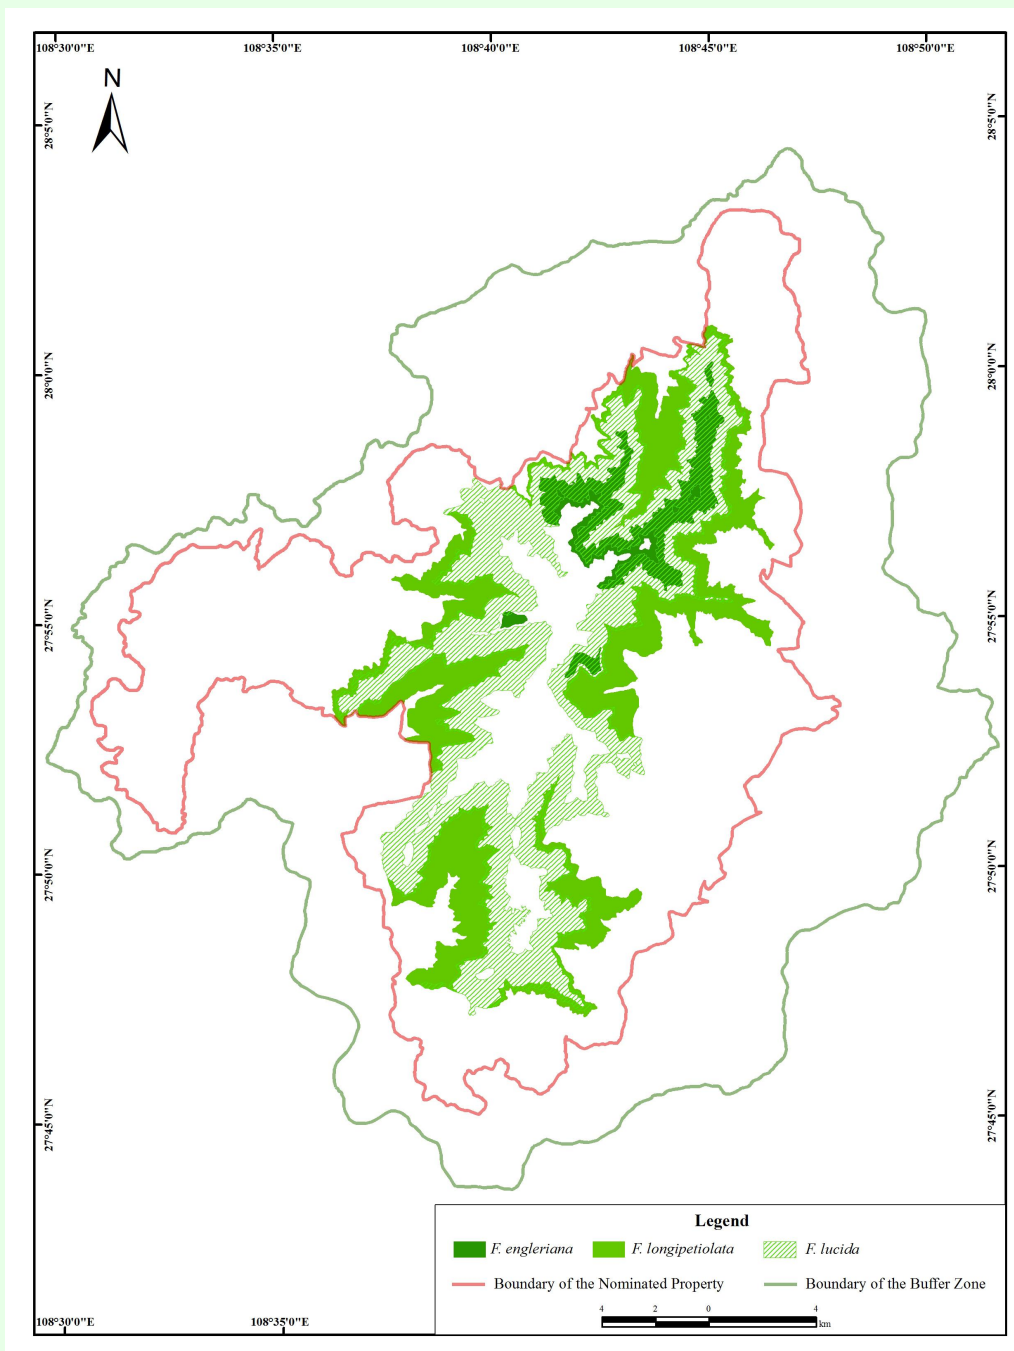 108°30'0"E 108°35'0"E 108°40'0"E 108°45'0"E 108°50'0"E
N
28°5'0"N 28°5'0"N
28°0'0"N 28°0'0"N
27°55'0"N 27°55'0"N
27°50'0"N 27°50'0"N
27°45'0"N 27°45'0"N
Legend
F. engleriana F. longipetiolata F. lucida
Boundary of the Nominated Property Boundary of the Buffer Zone
4 2 0 4
km
108°30'0"E 108°35'0"E